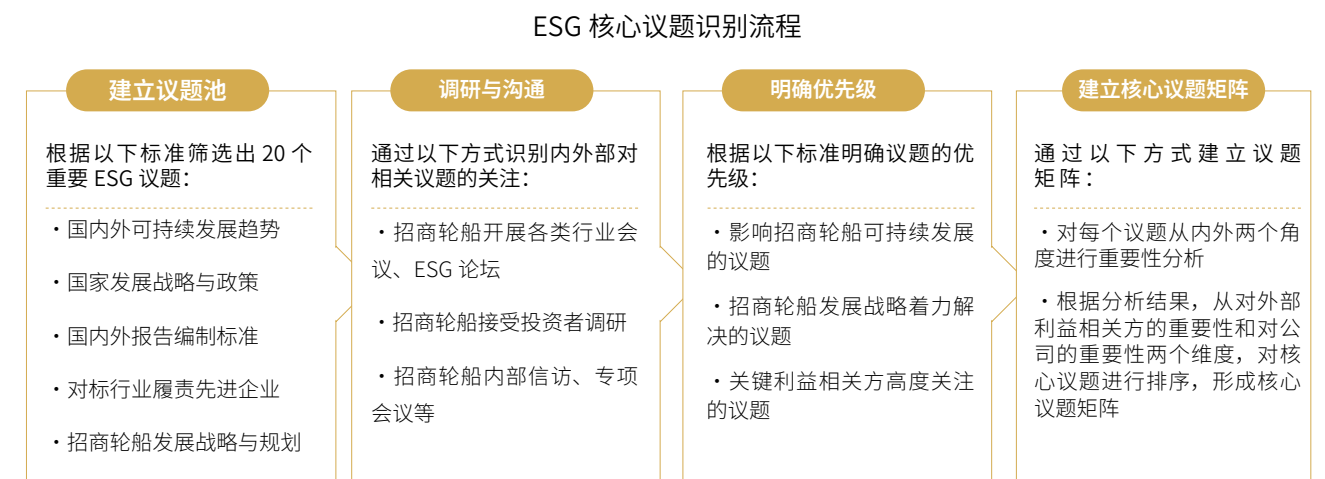 ESG 核心议题识别流程
建立议题池
根据以下标准筛选出 20 个
重要 ESG 议题：
・国内外可持续发展趋势
・国家发展战略与政策
・国内外报告编制标准
・对标行业履责先进企业
・招商轮船发展战略与规划
调研与沟通
通过以下方式识别内外部对
相关议题的关注：
・招商轮船开展各类行业会
议、ESG 论坛
・招商轮船接受投资者调研
・招商轮船内部信访、专项
会议等
明确优先级
根据以下标准明确议题的优
先级：
・影响招商轮船可持续发展
的议题
・招商轮船发展战略着力解
决的议题
・关键利益相关方高度关注
的议题
建立核心议题矩阵
通过以下方式建立议题
矩阵：
・对每个议题从内外两个角
度进行重要性分析
・根据分析结果，从对外部
利益相关方的重要性和对公
司的重要性两个维度，对核
心议题进行排序，形成核心
议题矩阵